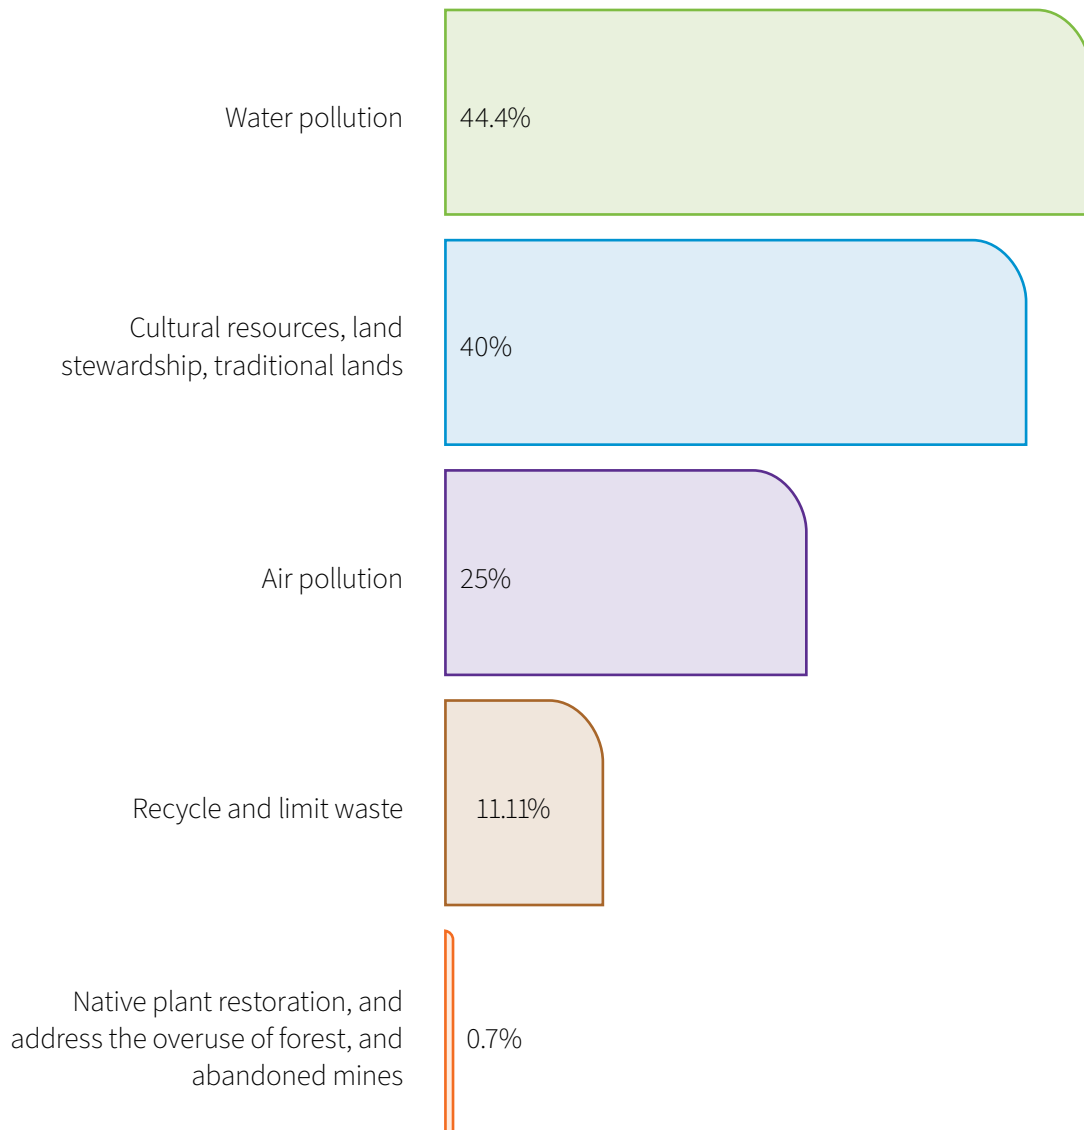 Water pollution
44.4%
Cultural resources, land
stewardship, traditional lands
40%
Air pollution
25%
Recycle and limit waste
11.11%
Native plant restoration, and
address the overuse of forest, and
abandoned mines
0.7%